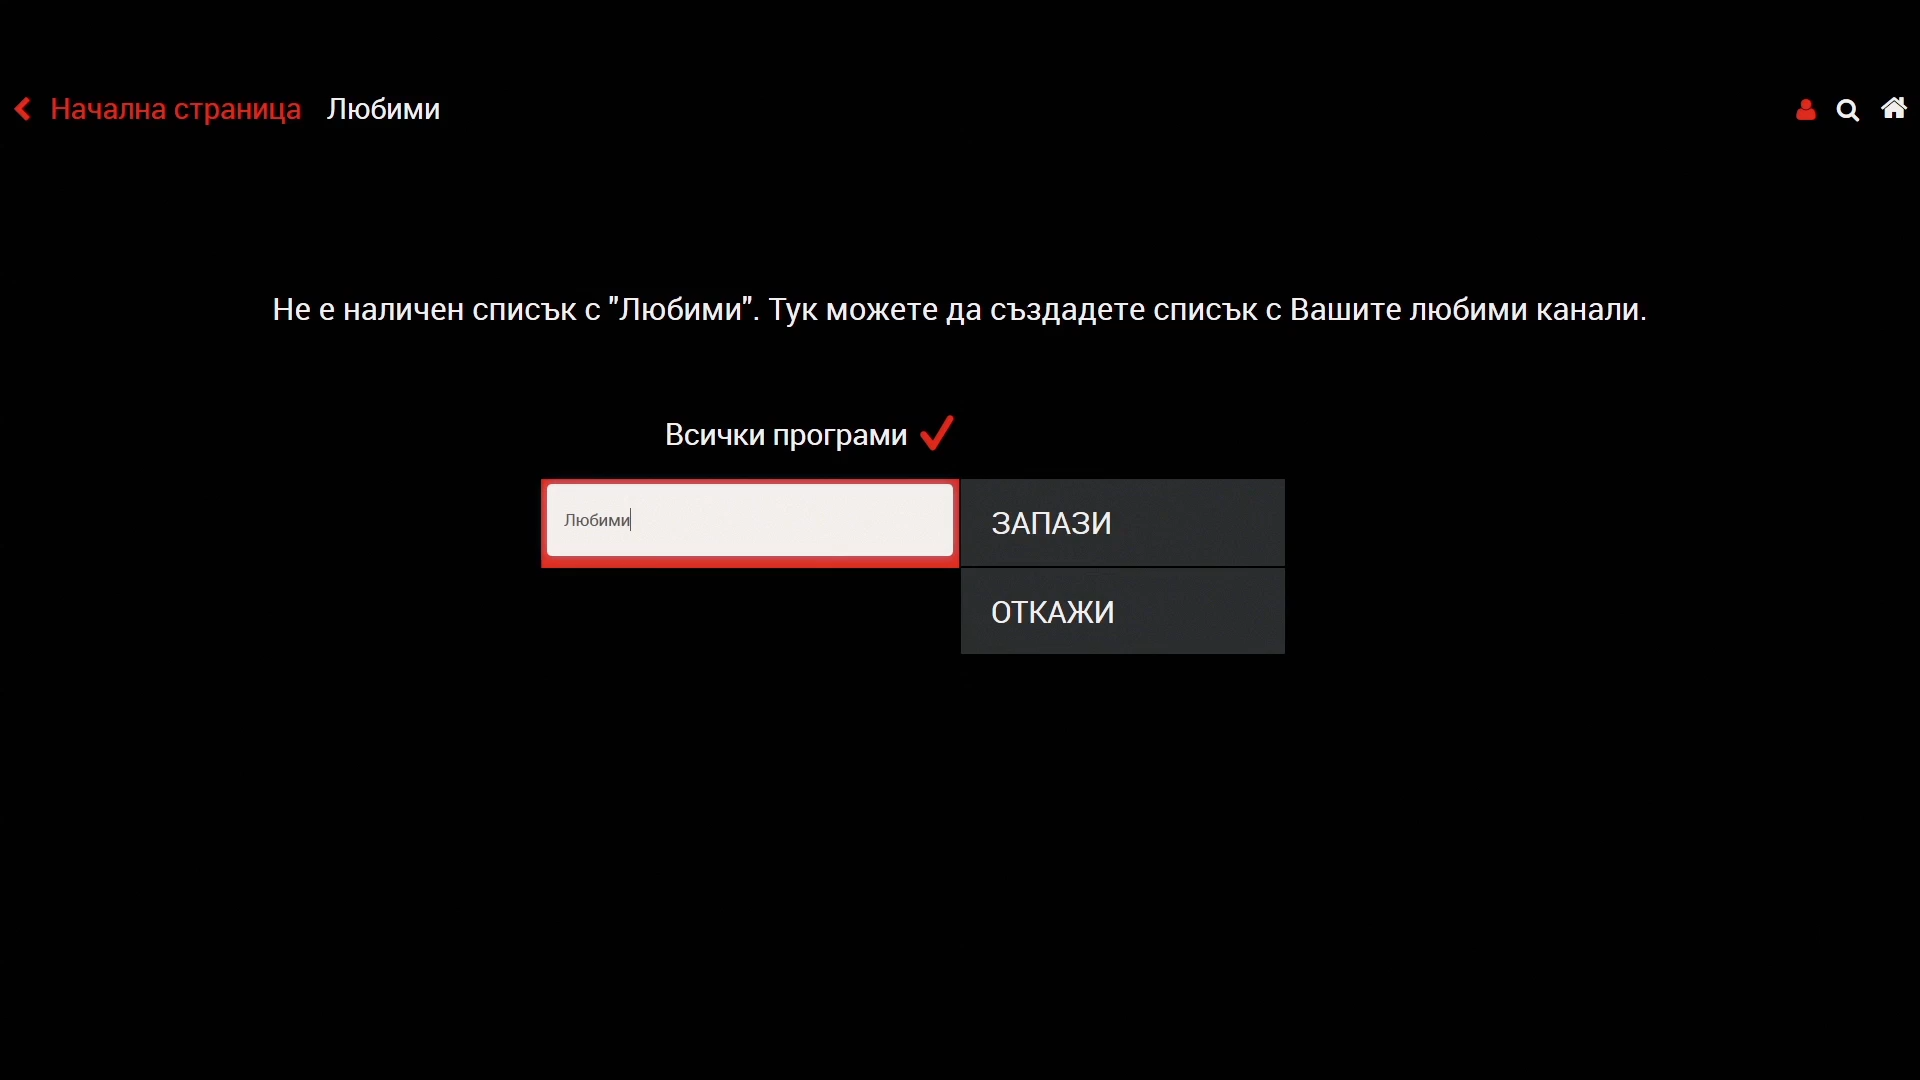 Начална страница Любими
Не е наличен списък с "Любими". Тук можете да създадете списък с Вашите любими канали.
Всички програми
Любими
ЗАПАЗИ
ОТКАЖИ